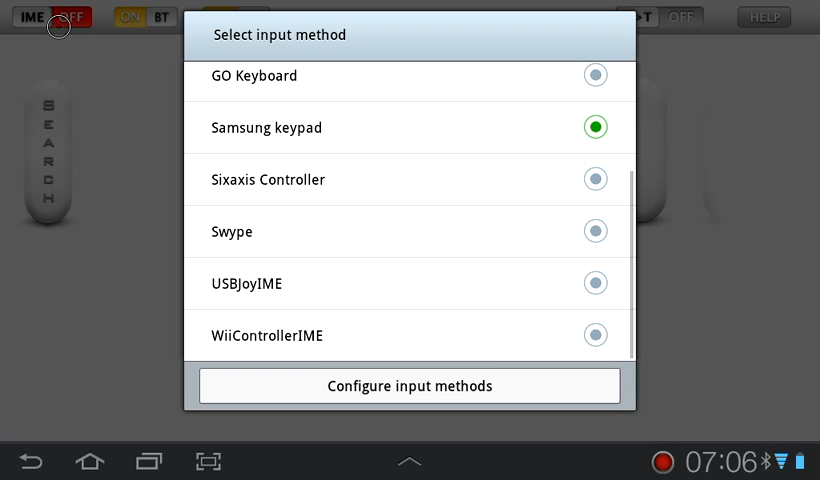 IME OFF ON BT >T OFF HELP
Select input method
GO Keyboard
Samsung keypad
Sixaxis Controller
Swype
USBJoyIME
WiiControllerIME
Configure input methods
SEARCH
07:06